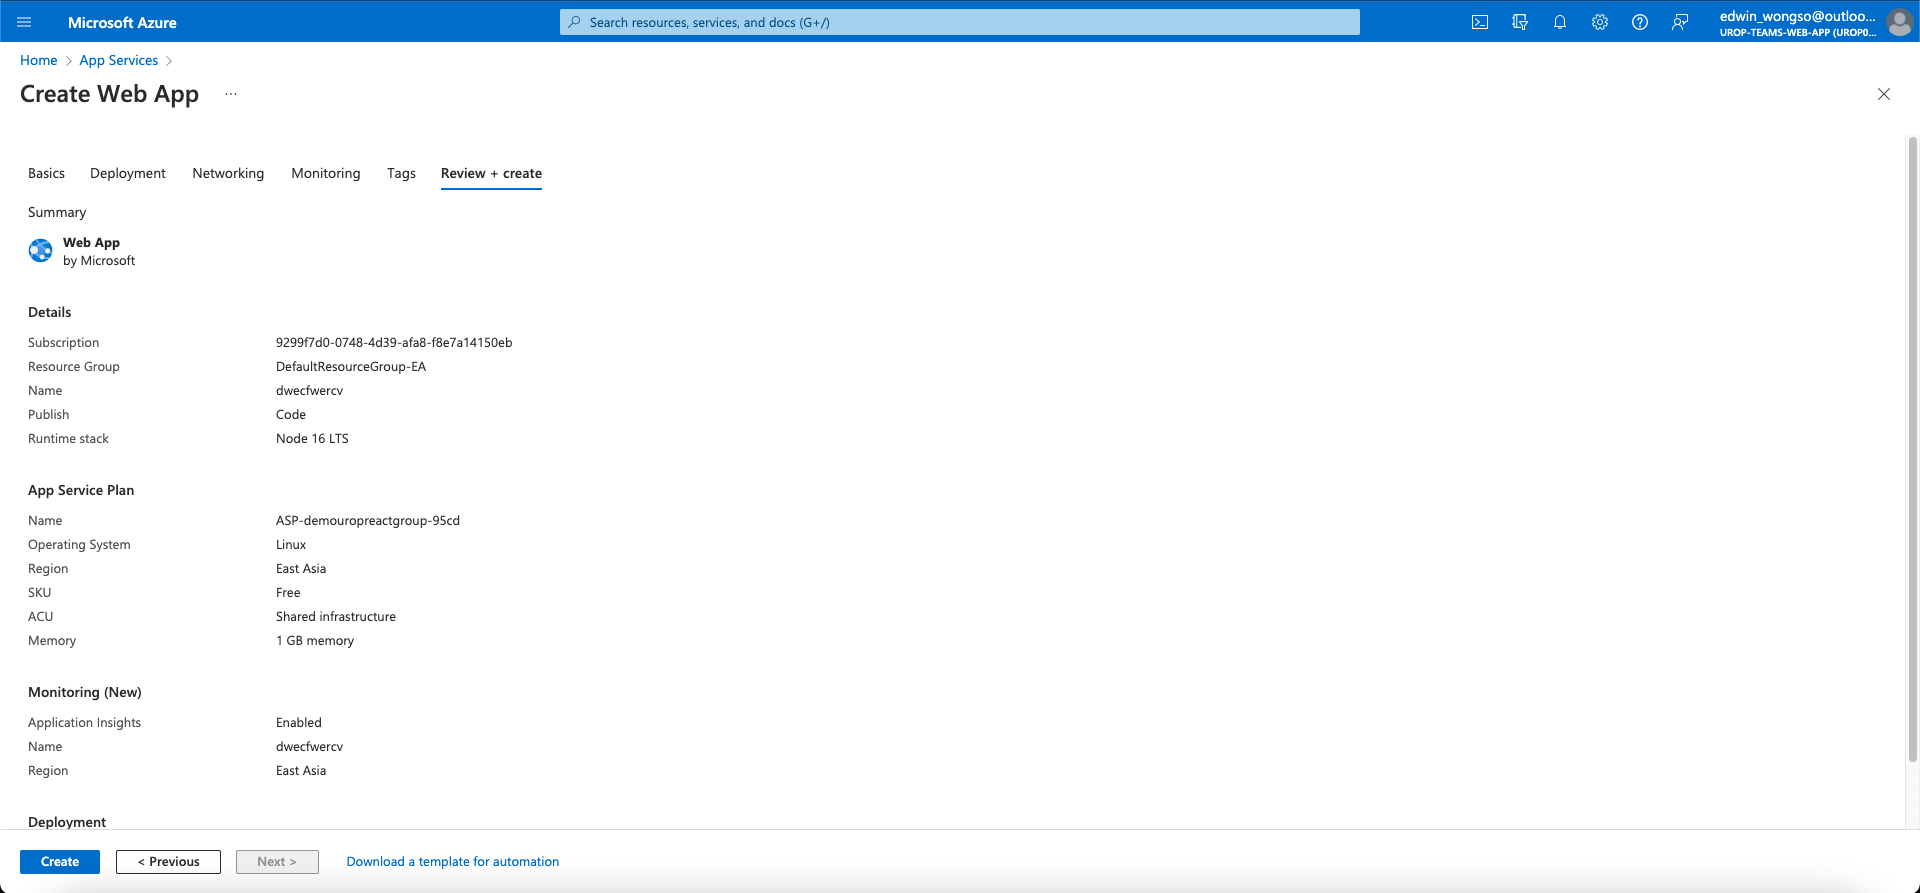 Microsoft Azure
Search resources, services, and docs (G+/)
edwin_wongso@outloo...
UROP-TEAMS-WEB-APP (UROP0...
Home > App Services >
Create Web App ...
Basics Deployment Networking Monitoring Tags Review + create
Summary
Web App
by Microsoft
Details
Subscription 9299f7d0-0748-4d39-afa8-f8e7a14150eb
Resource Group DefaultResourceGroup-EA
Name dwecfwercv
Publish Code
Runtime stack Node 16 LTS
App Service Plan
Name ASP-demouropreactgroup-95cd
Operating System Linux
Region East Asia
SKU Free
ACU Shared infrastructure
Memory 1 GB memory
Monitoring (New)
Application Insights Enabled
Name dwecfwercv
Region East Asia
Deployment
Create < Previous Next > Download a template for automation